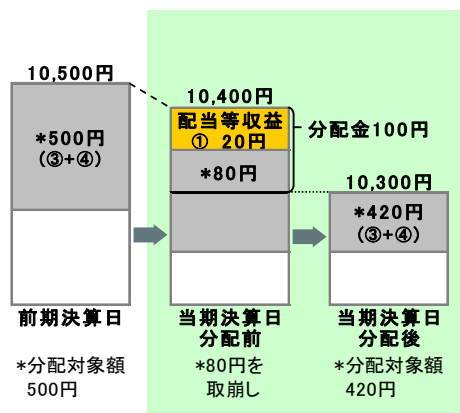 10,500円
*500円
(③+④)
前期決算日
*分配対象額
500円
10,400円
配当等収益
① 20円
*80円
分配金100円
当期決算日
分配前
*80円を
取崩し
10,300円
*420円
(③+④)
当期決算日
分配後
*分配対象額
420円